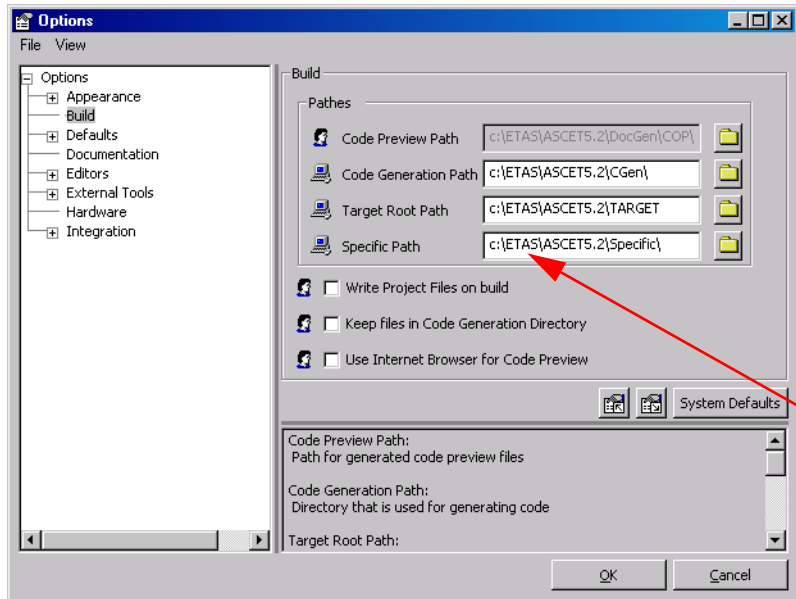 Options
File View
Options
Appearance
Build
Defaults
Documentation
Editors
External Tools
Hardware
Integration
Build
Pathes
Code Preview Path c:\ETAS\ASCET5.2\DocGen\COP\
Code Generation Path c:\ETAS\ASCET5.2\CGen\
Target Root Path c:\ETAS\ASCET5.2\TARGET
Specific Path c:\ETAS\ASCET5.2\Specific\
Write Project Files on build
Keep files in Code Generation Directory
Use Internet Browser for Code Preview
System Defaults
Code Preview Path:
Path for generated code preview files
Code Generation Path:
Directory that is used for generating code
Target Root Path:
OK Cancel